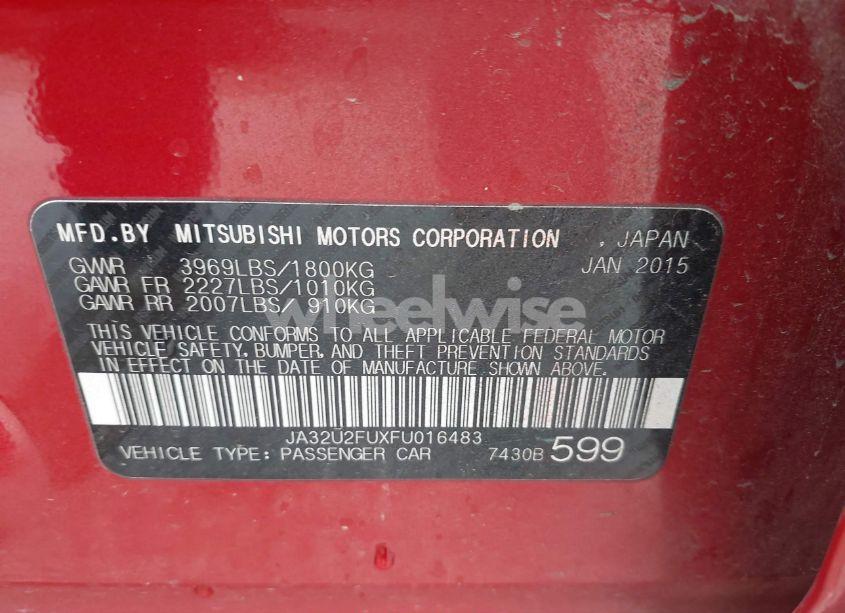 MFD.BY MITSUBISHI MOTORS CORPORATION . JAPAN
GVWR 3969LBS/1800KG JAN 2015
GAWR FR 2227LBS/1010KG
GAWR RR 2007LBS/ 910KG
wheelwise
THIS VEHICLE CONFORMS TO ALL APPLICABLE FEDERAL MOTOR
VEHICLE SAFETY, BUMPER, AND THEFT PREVENTION STANDARDS
IN EFFECT ON THE DATE OF MANUFACTURE SHOWN ABOVE.
JA32U2FUXFU016483
VEHICLE TYPE: PASSENGER CAR 7430B 599